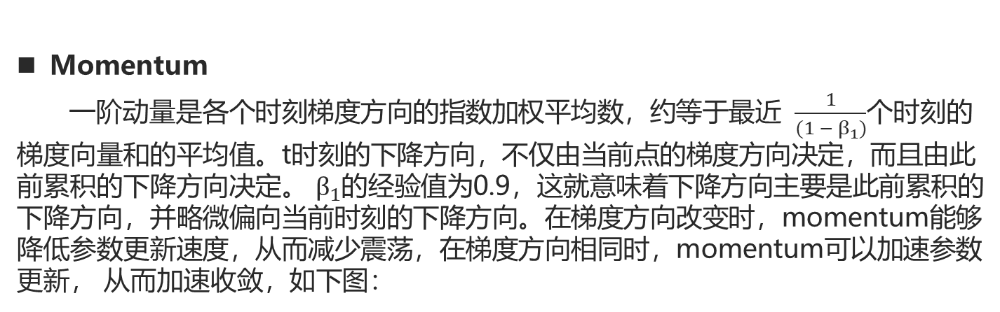 ■ Momentum
一阶动量是各个时刻梯度方向的指数加权平均数，约等于最近 1/(1 − β₁)个时刻的
梯度向量和的平均值。t时刻的下降方向，不仅由当前点的梯度方向决定，而且由此
前累积的下降方向决定。 β₁的经验值为0.9，这就意味着下降方向主要是此前累积的
下降方向，并略微偏向当前时刻的下降方向。在梯度方向改变时，momentum能够
降低参数更新速度，从而减少震荡，在梯度方向相同时，momentum可以加速参数
更新， 从而加速收敛，如下图：